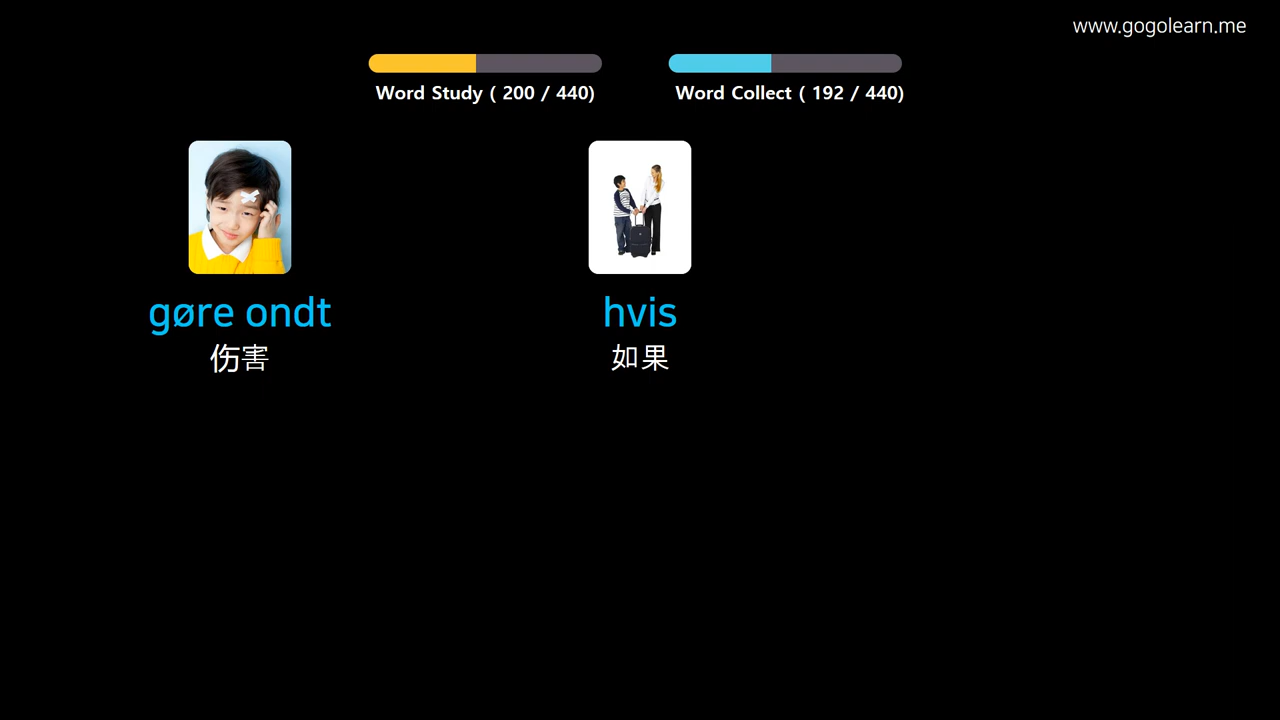 www.gogolearn.me
Word Study ( 200 / 440)
Word Collect ( 192 / 440)
gøre ondt
伤害
hvis
如果